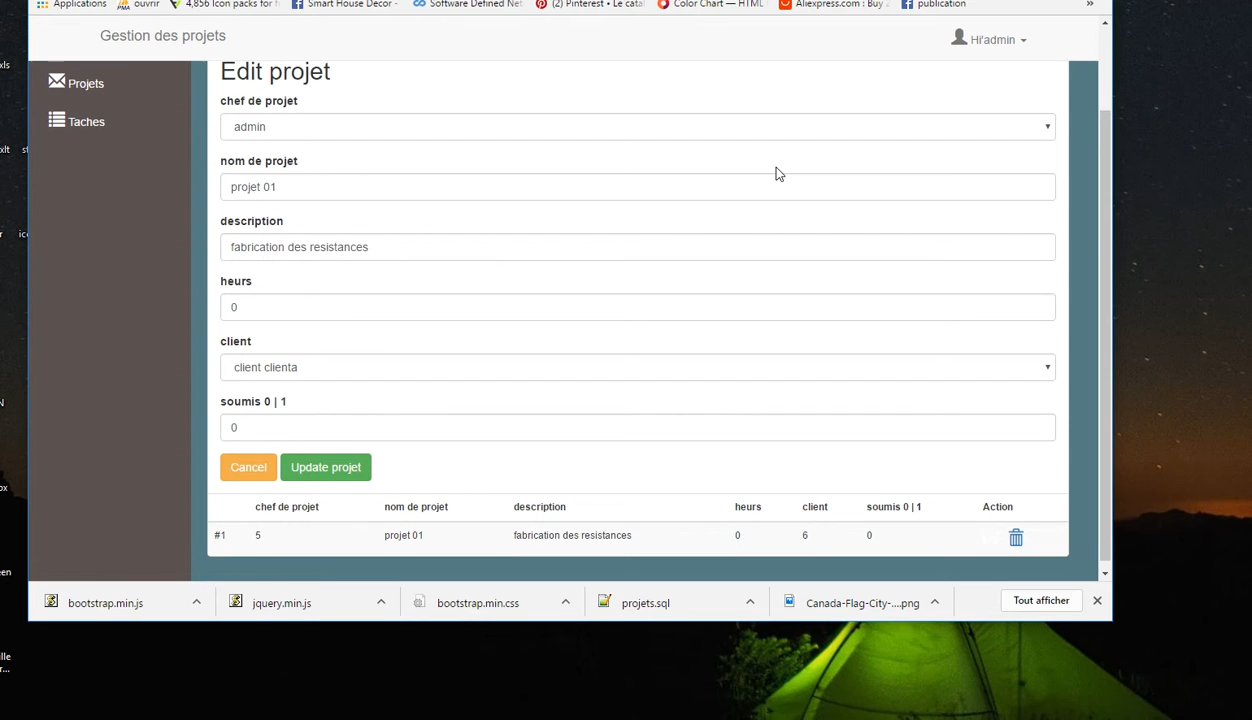 Applications ouvrir 4,856 Icon packs for f Smart House Decor - Software Defined Net (2) Pinterest • Le cata Color Chart — HTML Aliexpress.com : Buy publication »
Gestion des projets Hi'admin
xls
Projets
Taches
xlt
Edit projet
chef de projet
admin
nom de projet
projet 01
description
fabrication des resistances
heurs
0
client
client clienta
soumis 0 | 1
0
Cancel Update projet
chef de projet nom de projet description heurs client soumis 0 | 1 Action
#1 5 projet 01 fabrication des resistances 0 6 0
bootstrap.min.js jquery.min.js bootstrap.min.css projets.sql Canada-Flag-City-....png Tout afficher